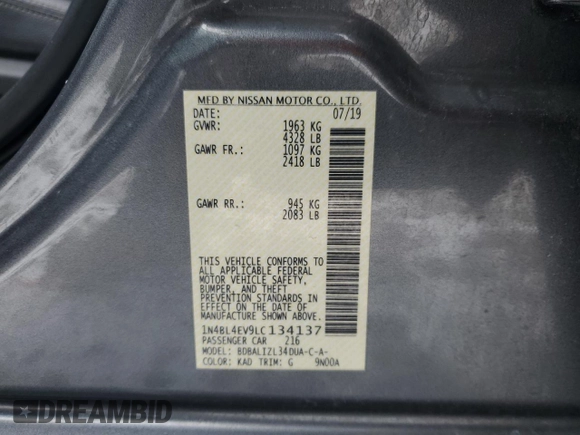 MFD BY NISSAN MOTOR CO., LTD.
DATE: 07/19
GVWR: 1963 KG
4328 LB
GAWR FR.: 1097 KG
2418 LB
GAWR RR.: 945 KG
2083 LB
THIS VEHICLE CONFORMS TO
ALL APPLICABLE FEDERAL
MOTOR VEHICLE SAFETY,
BUMPER, AND THEFT
PREVENTION STANDARDS IN
EFFECT ON THE DATE OF
MANUFACTURE SHOWN ABOVE.
1N4BL4EV9LC134137
PASSENGER CAR 216
MODEL: BDBALIZL34DUA-C-A-
COLOR: KAD TRIM: G 9N00A
DREAMBID